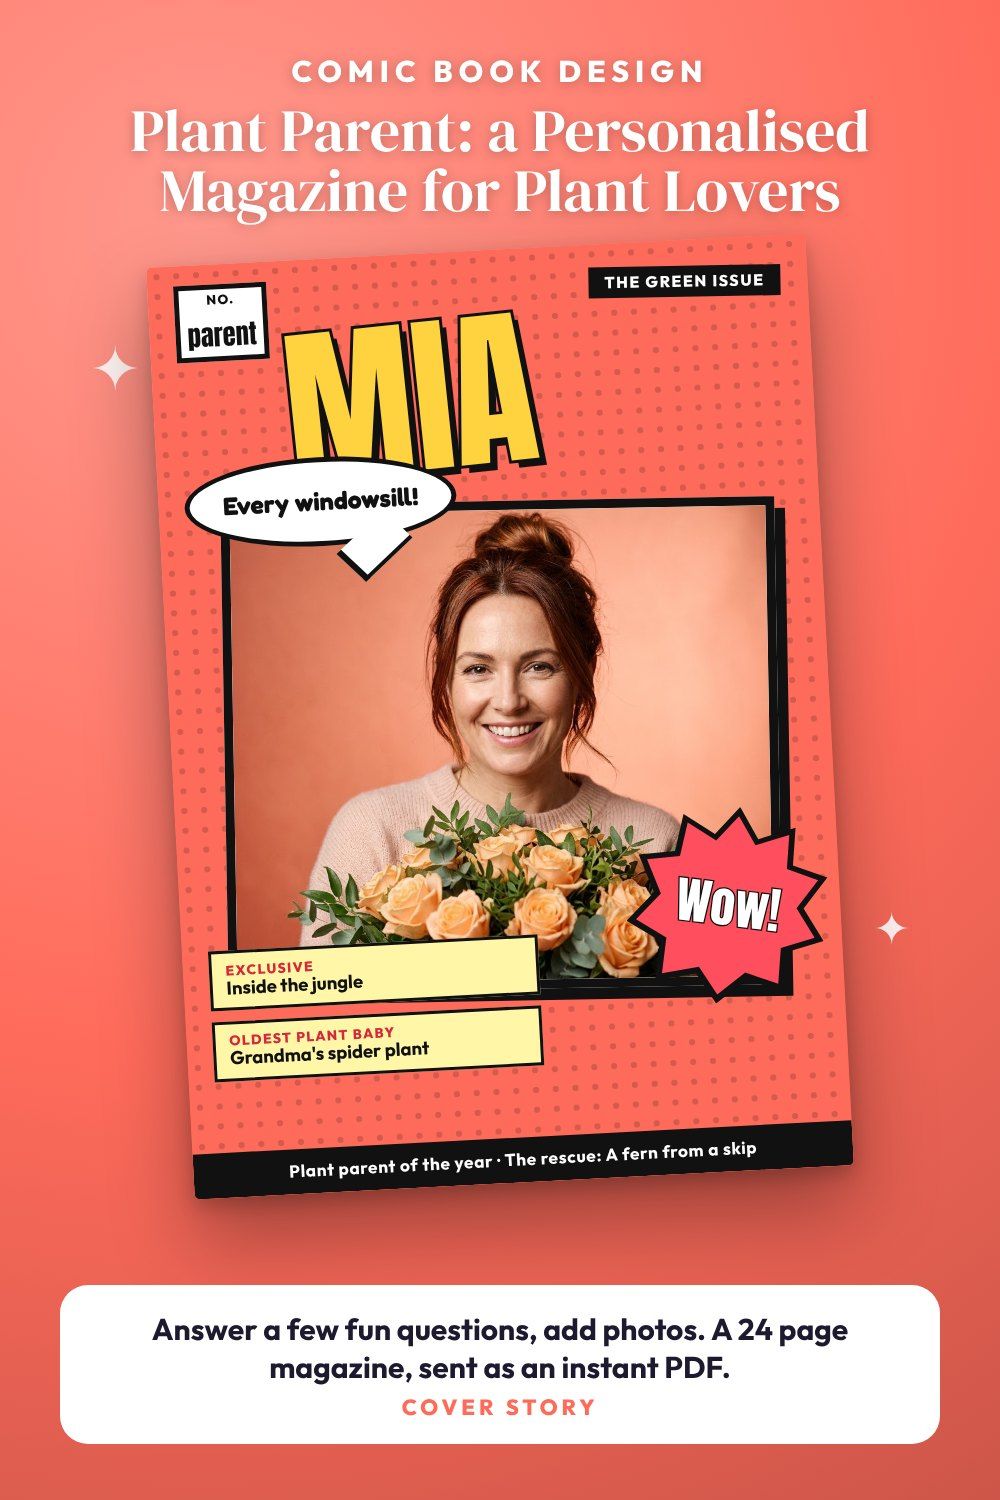 COMIC BOOK DESIGN
Plant Parent: a Personalised
Magazine for Plant Lovers
THE GREEN ISSUE
NO.
parent
MIA
Every windowsill!
Wow!
EXCLUSIVE
Inside the jungle
OLDEST PLANT BABY
Grandma's spider plant
Plant parent of the year · The rescue: A fern from a skip
Answer a few fun questions, add photos. A 24 page
magazine, sent as an instant PDF.
COVER STORY